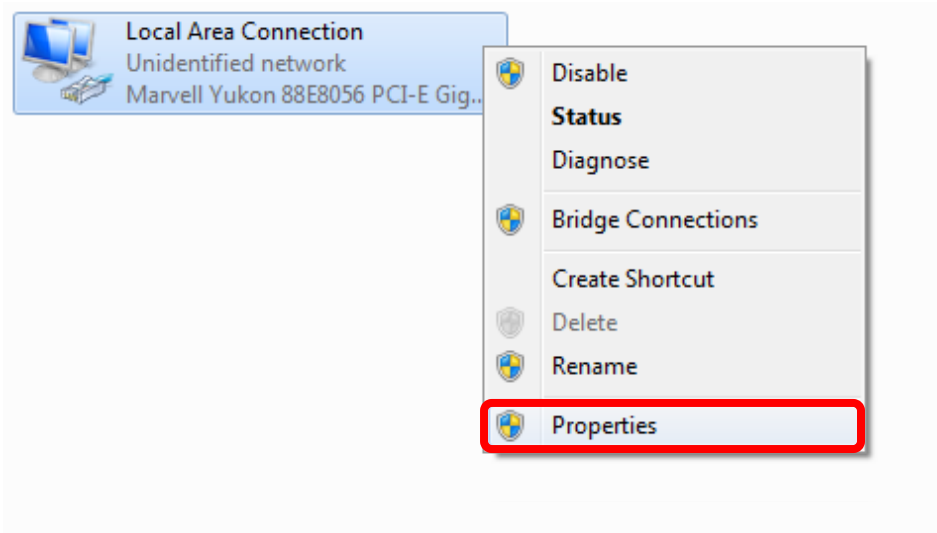 Local Area Connection
Unidentified network
Marvell Yukon 88E8056 PCI-E Gig...
Disable
Status
Diagnose
Bridge Connections
Create Shortcut
Delete
Rename
Properties